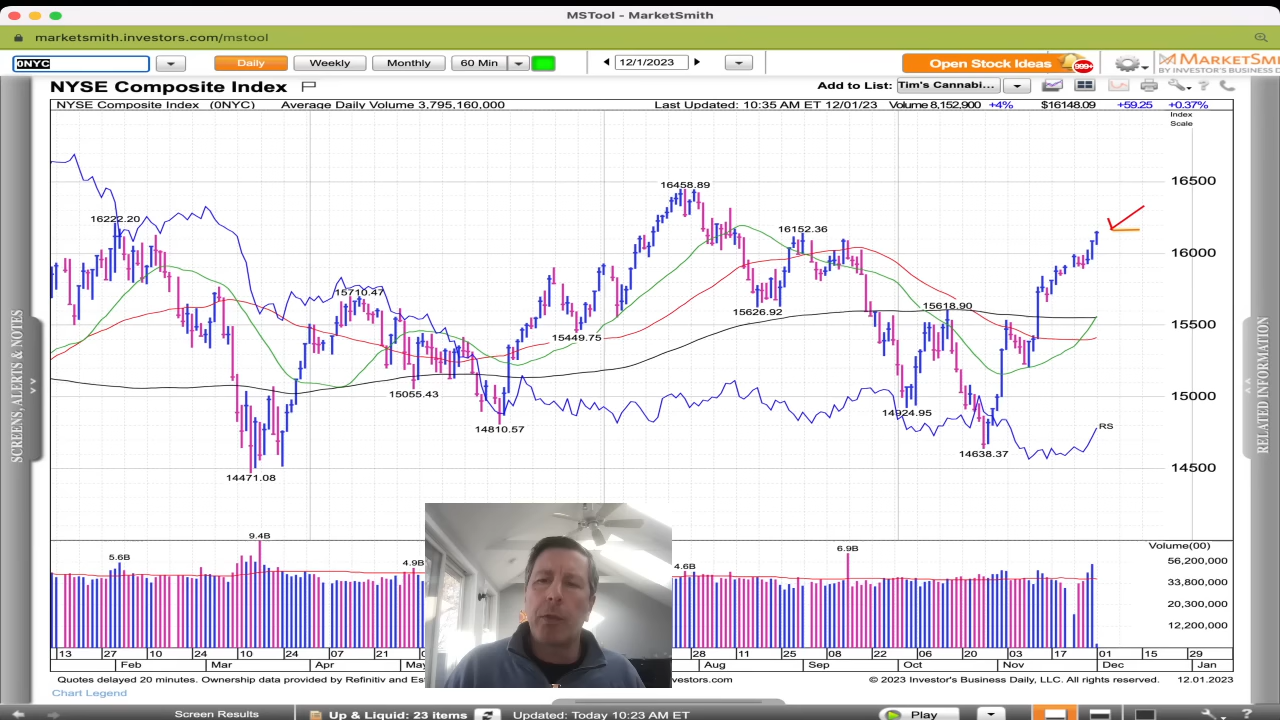 MSTool - MarketSmith
marketsmith.investors.com/mstool
0NYC Daily Weekly Monthly 60 Min 12/1/2023 Open Stock Ideas 999+ MARKETSMI
BY INVESTOR'S BUSINESS D
NYSE Composite Index Add to List: Tim's Cannabi...
NYSE Composite Index (0NYC) Average Daily Volume 3,795,160,000 Last Updated: 10:35 AM ET 12/01/23 Volume 8,152,900 +4% $16148.09 +59.25 +0.37%
Index
Scale
16500
16458.89
16222.20
16152.36
16000
15710.47
15618.90
15626.92
15500
15449.75
15055.43
15000
14924.95
14810.57
RS
14638.37
14500
14471.08
SCREENS, ALERTS & NOTES
RELATED INFORMATION
9.4B
Volume(00)
6.9B
5.6B 4.9B 4.6B
56,200,000
33,800,000
20,300,000
12,200,000
13 27 10 24 07 21 28 11 25 08 22 06 20 03 17 01 15 29
Feb Mar Apr May Aug Sep Oct Nov Dec Jan
Quotes delayed 20 minutes. Ownership data provided by Refinitiv and Est vestors.com © 2023 Investor's Business Daily, LLC. All rights reserved. 12.01.2023
Chart Legend
Screen Results Up & Liquid: 23 items Updated: Today 10:23 AM ET Play